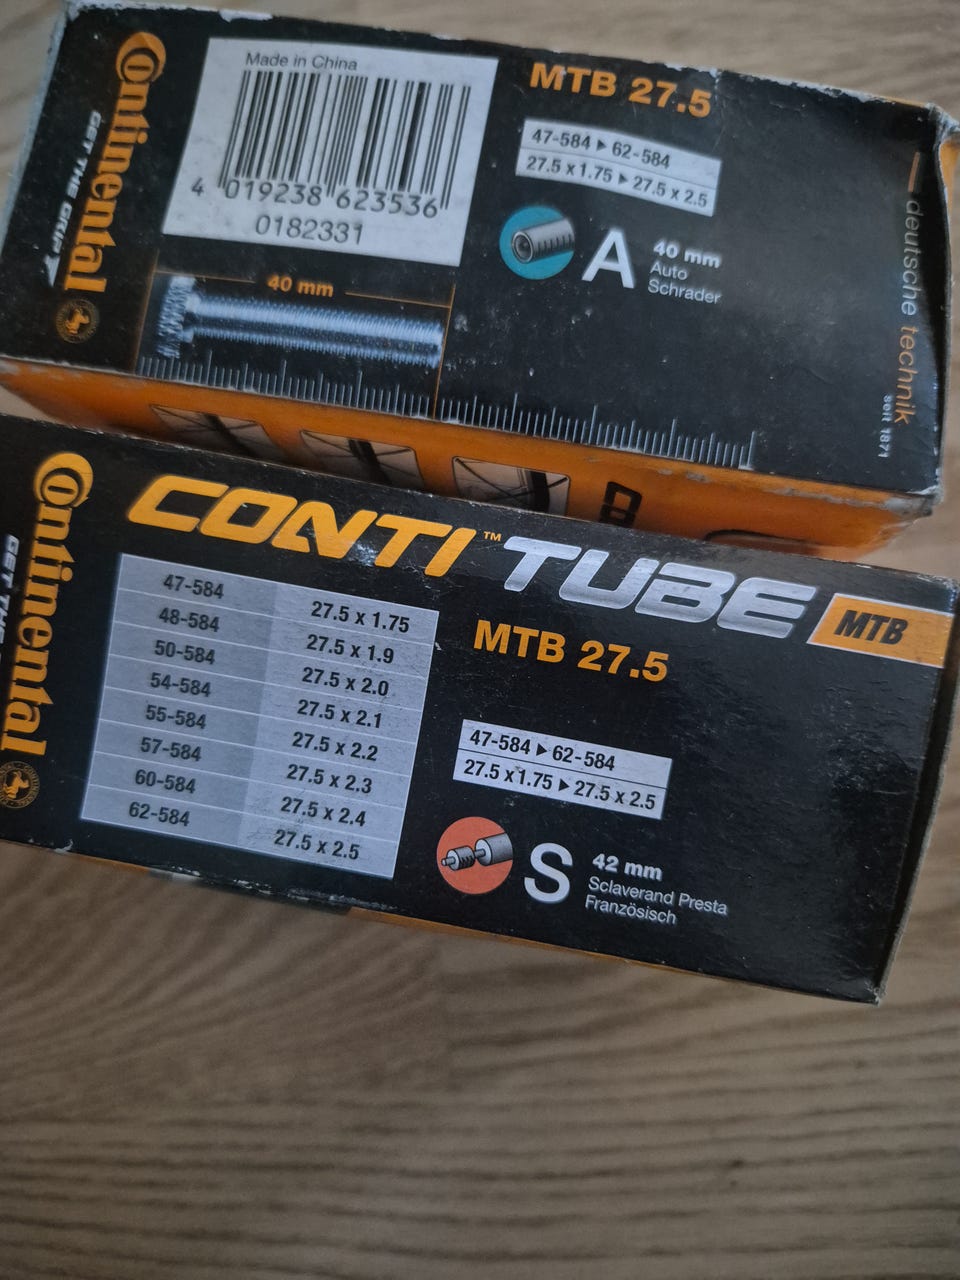 Continental
GET THE GRIP
Made in China
4 019238 623536
0182331
40 mm
MTB 27.5
47-584 ▶ 62-584
27.5 x 1.75 ▶ 27.5 x 2.5
A
40 mm
Auto
Schrader
deutsche technik
seit 1871
Continental
GET THE
CONTI™ TUBE
MTB
47-584 27.5 x 1.75
48-584 27.5 x 1.9
50-584 27.5 x 2.0
54-584 27.5 x 2.1
55-584 27.5 x 2.2
57-584 27.5 x 2.3
60-584 27.5 x 2.4
62-584 27.5 x 2.5
MTB 27.5
47-584 ▶ 62-584
27.5 x 1.75 ▶ 27.5 x 2.5
S
42 mm
Sclaverand Presta
Französisch